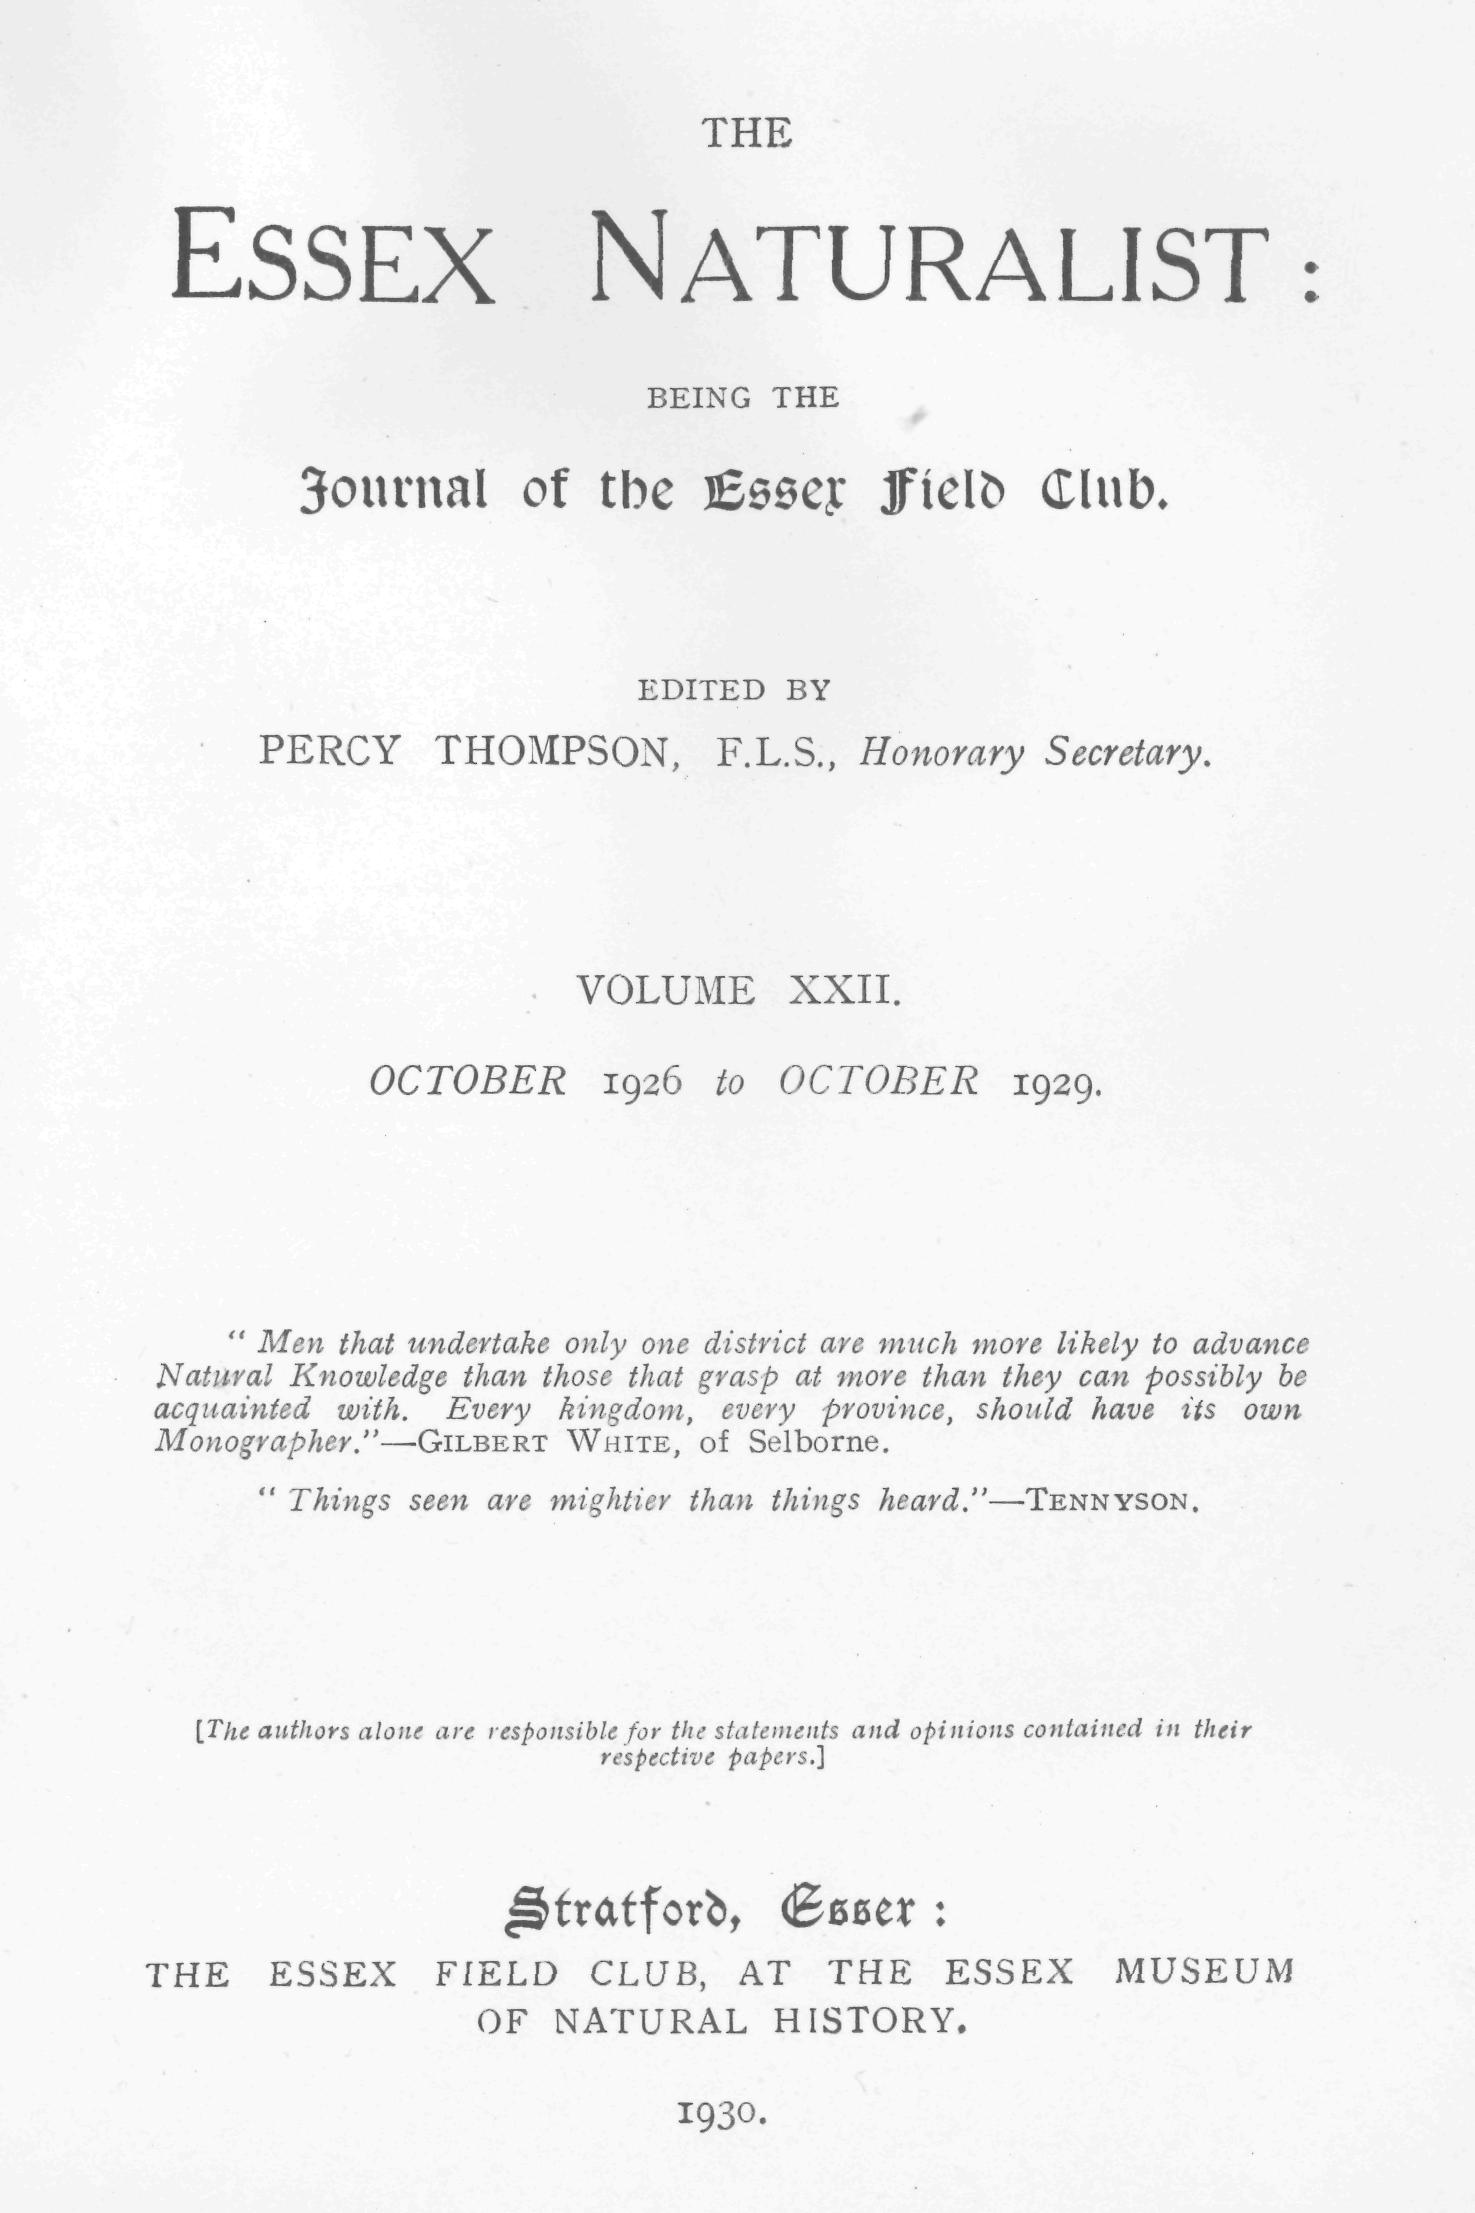 THE
ESSEX NATURALIST:
BEING THE
Journal of the Essex Field Club.
EDITED BY
PERCY THOMPSON, F.L.S., Honorary Secretary.
VOLUME XXII.
OCTOBER 1926 to OCTOBER 1929.
" Men that undertake only one district are much more likely to advance
Natural Knowledge than those that grasp at more than they can possibly be
acquainted with. Every kingdom, every province, should have its own
Monographer."—GILBERT WHITE, of Selborne.
" Things seen are mightier than things heard."—TENNYSON.
[The authors alone are responsible for the statements and opinions contained in their
respective papers.]
Stratford, Essex:
THE ESSEX FIELD CLUB, AT THE ESSEX MUSEUM
OF NATURAL HISTORY.
1930.